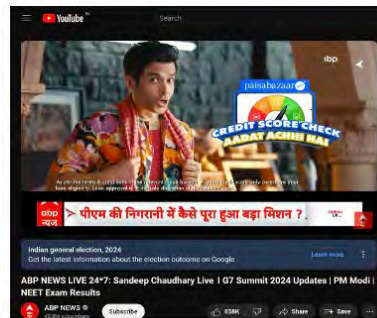 YouTube
Search
abp
paisabazaar
CREDIT SCORE CHECK
AADAT ACHHI HAI
abp
न्यूज़
पीएम की निगरानी में कैसे पूरा हुआ बड़ा मिशन ?
Indian general election, 2024
Get the latest information about the election outcome on Google
Learn more
ABP NEWS LIVE 24*7: Sandeep Chaudhary Live I G7 Summit 2024 Updates | PM Modi |
NEET Exam Results
ABP NEWS
Subscribe
Share
Save